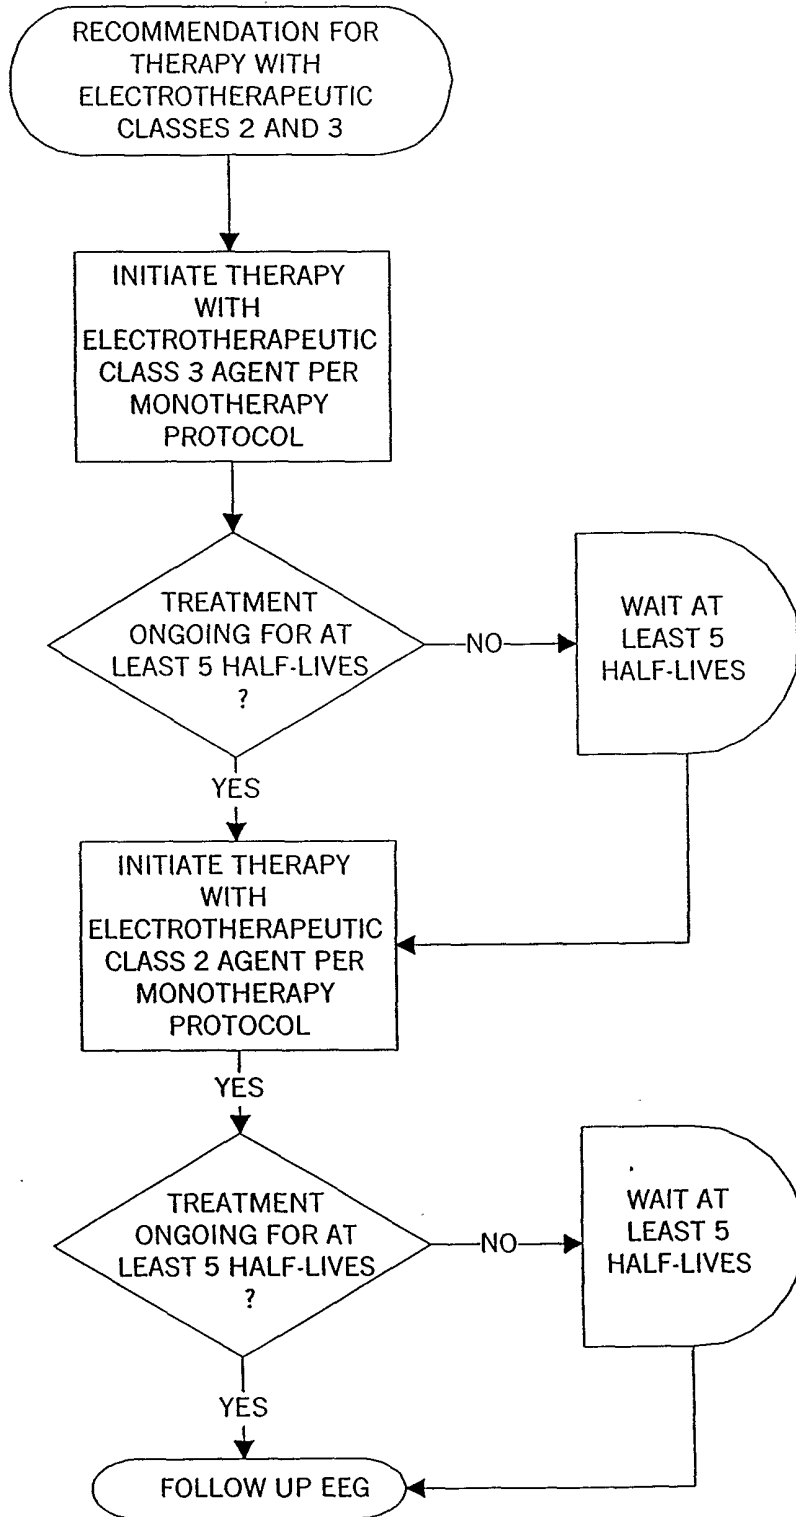 RECOMMENDATION FOR
THERAPY WITH
ELECTROTHERAPEUTIC
CLASSES 2 AND 3
INITIATE THERAPY
WITH
ELECTROTHERAPEUTIC
CLASS 3 AGENT PER
MONOTHERAPY
PROTOCOL
TREATMENT
ONGOING FOR AT
LEAST 5 HALF-LIVES
?
NO
WAIT AT
LEAST 5
HALF-LIVES
YES
INITIATE THERAPY
WITH
ELECTROTHERAPEUTIC
CLASS 2 AGENT PER
MONOTHERAPY
PROTOCOL
YES
TREATMENT
ONGOING FOR AT
LEAST 5 HALF-LIVES
?
NO
WAIT AT
LEAST 5
HALF-LIVES
YES
FOLLOW UP EEG